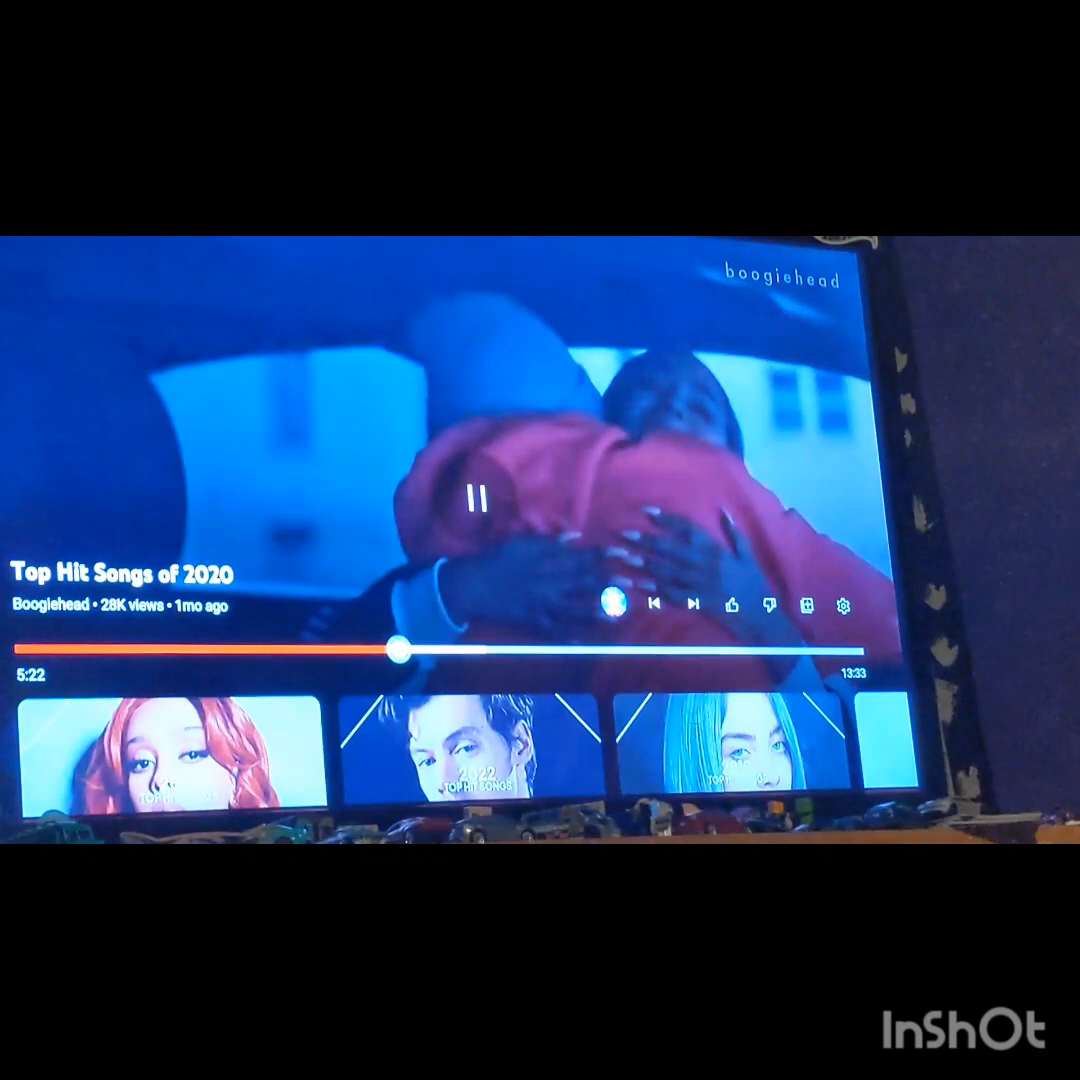 boogiehead
Top Hit Songs of 2020
Boogiehead • 28K views • 1mo ago
5:22
13:33
2022
TOP HIT SONGS
InShOt